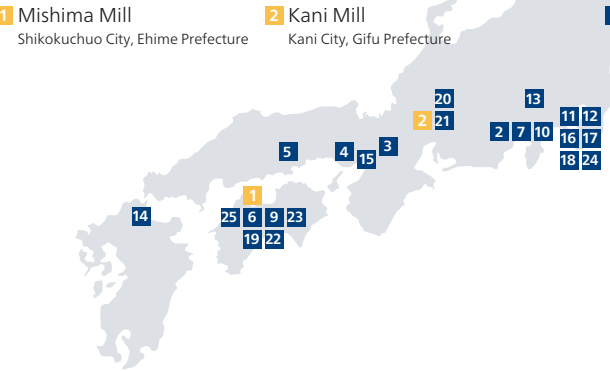 1 Mishima Mill
Shikokuchuo City, Ehime Prefecture
2 Kani Mill
Kani City, Gifu Prefecture
20
13
2 21
11 12
2 7 10
16 17
5
4
3
15
18 24
1
14
25 6 9 23
19 22